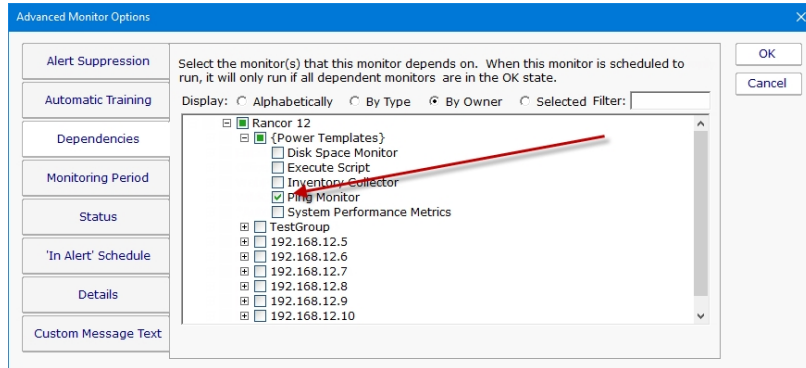 Advanced Monitor Options
OK
Cancel
Alert Suppression
Automatic Training
Dependencies
Monitoring Period
Status
'In Alert' Schedule
Details
Custom Message Text
Select the monitor(s) that this monitor depends on. When this monitor is scheduled to
run, it will only run if all dependent monitors are in the OK state.
Display: Alphabetically By Type By Owner Selected Filter:
Rancor 12
{Power Templates}
Disk Space Monitor
Execute Script
Inventory Collector
Ping Monitor
System Performance Metrics
TestGroup
192.168.12.5
192.168.12.6
192.168.12.7
192.168.12.8
192.168.12.9
192.168.12.10